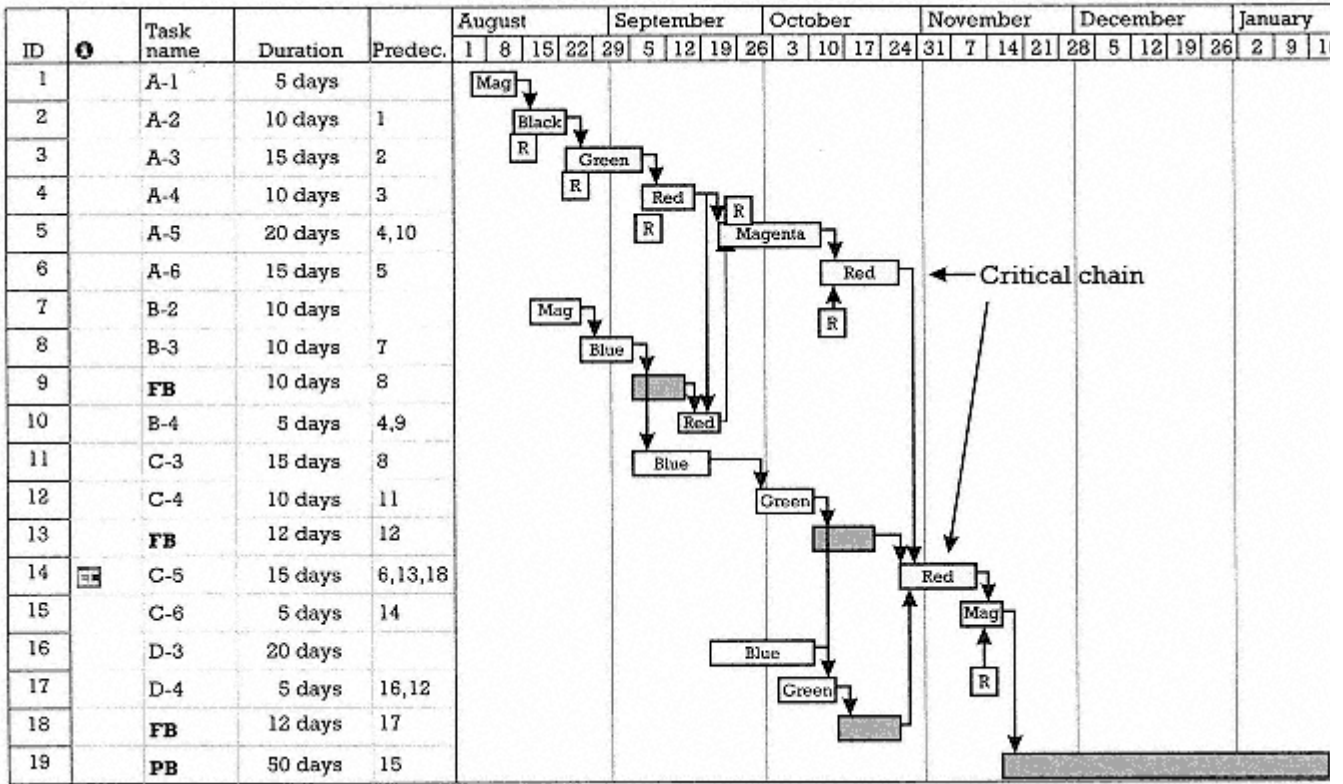 August September October November December January
ID Task name Duration Predec. 1 8 15 22 29 5 12 19 26 3 10 17 24 31 7 14 21 28 5 12 19 26 2 9
1 A-1 5 days Mag
2 A-2 10 days 1 Black
R
3 A-3 15 days 2 Green
R
4 A-4 10 days 3 Red R
R
5 A-5 20 days 4,10 Magenta
6 A-6 15 days 5 Red Critical chain
7 B-2 10 days Mag R
8 B-3 10 days 7 Blue
9 FB 10 days 8
10 B-4 5 days 4,9 Red
11 C-3 15 days 8 Blue
12 C-4 10 days 11 Green
13 FB 12 days 12
14 C-5 15 days 6,13,18 Red
15 C-6 5 days 14 Mag
16 D-3 20 days Blue
17 D-4 5 days 16,12 Green R
18 FB 12 days 17
19 PB 50 days 15